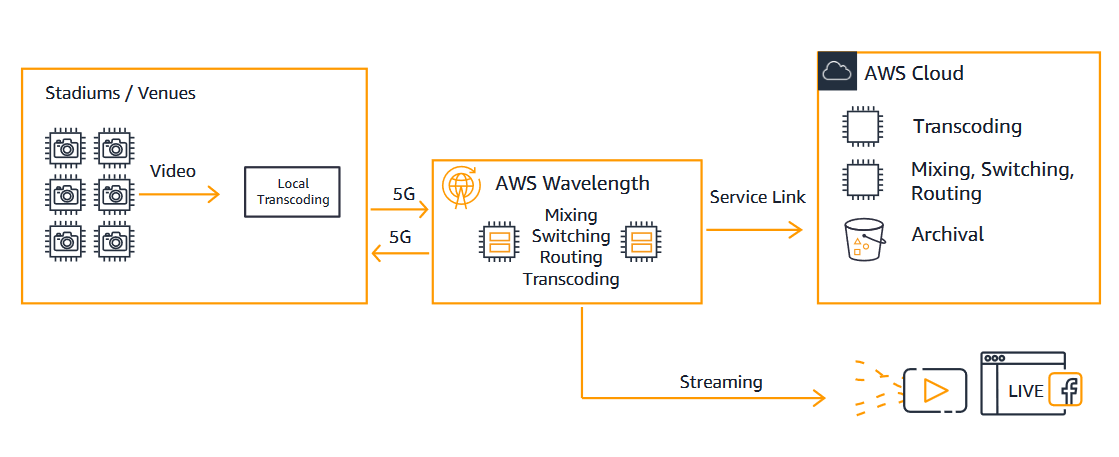 Stadiums / Venues
Video
Local
Transcoding
5G
5G
AWS Wavelength
Mixing
Switching
Routing
Transcoding
Service Link
AWS Cloud
Transcoding
Mixing, Switching,
Routing
Archival
Streaming
LIVE
f